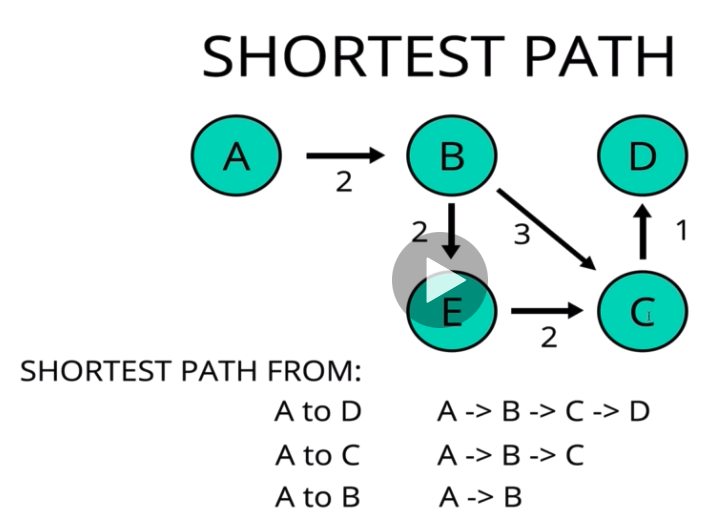 SHORTEST PATH
A
2
B
D
2
3
1
E
2
C
SHORTEST PATH FROM:
A to D A -> B -> C -> D
A to C A -> B -> C
A to B A -> B